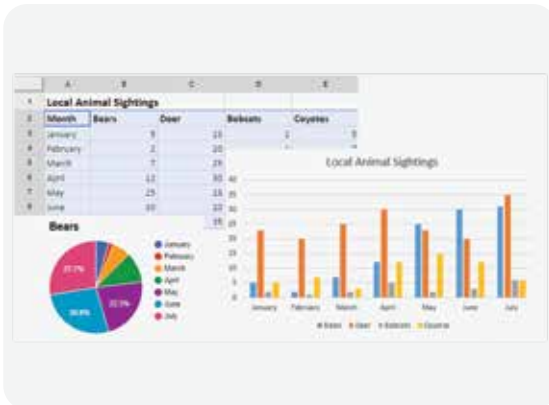 A B C D E
1 Local Animal Sightings
2 Month Bears Deer Bobcats Coyotes
3 January 1
4 February 2 20
5 March 7
6 April 12 30
7 May 25
8 June 30
Bears
January
February
March
April
May
June
July
Local Animal Sightings
40
35
30
25
20
15
10
5
0
January February March April May June July
Bears Deer Bobcats Coyotes